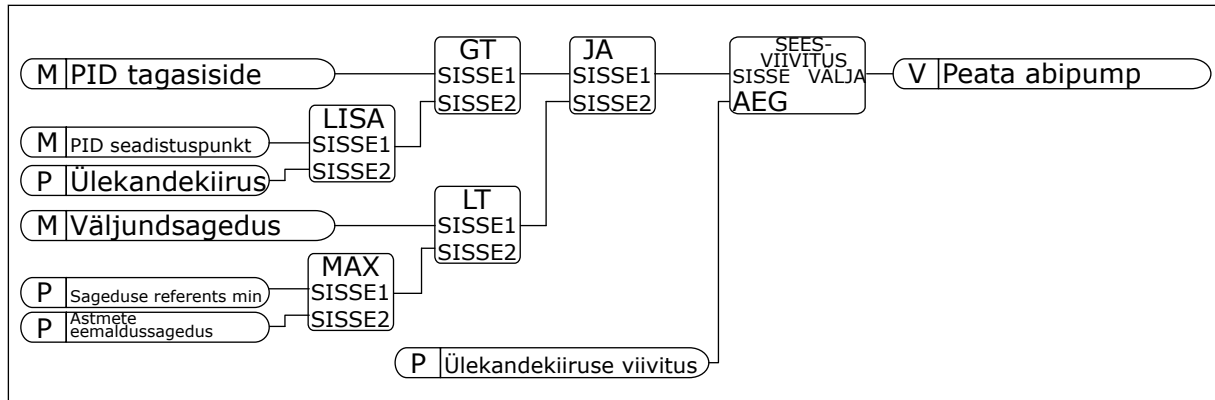 GT
M PID tagasiside
SISSE1
SISSE2
JA
SISSE1
SISSE2
SEES-
VIIVITUS
SISSE VÄLJA
AEG
V Peata abipump
LISA
M PID seadistuspunkt
SISSE1
P Ülekandekiirus
SISSE2
LT
M Väljundsagedus
SISSE1
SISSE2
MAX
P Sageduse referents min
SISSE1
P Astmete
eemaldussagedus
SISSE2
P Ülekandekiiruse viivitus